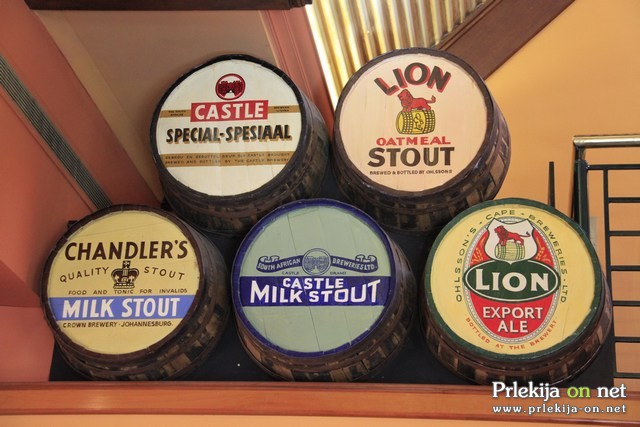 CASTLE
SPECIAL-SPESIAAL
LION
OATMEAL
STOUT
BREWED & BOTTLED BY OHLSSONS
CHANDLER'S
QUALITY STOUT
FOOD AND TONIC FOR INVALIDS
MILK STOUT
CROWN BREWERY · JOHANNESBURG.
SOUTH AFRICAN BREWERIES LTD
CASTLE GRAND
CASTLE
MILK STOUT
OHLSSON'S · CAPE · BREWERIES · LTD
LION
EXPORT
ALE
BOTTLED AT THE BREWERY
Prlekija on net
www.prlekija-on.net